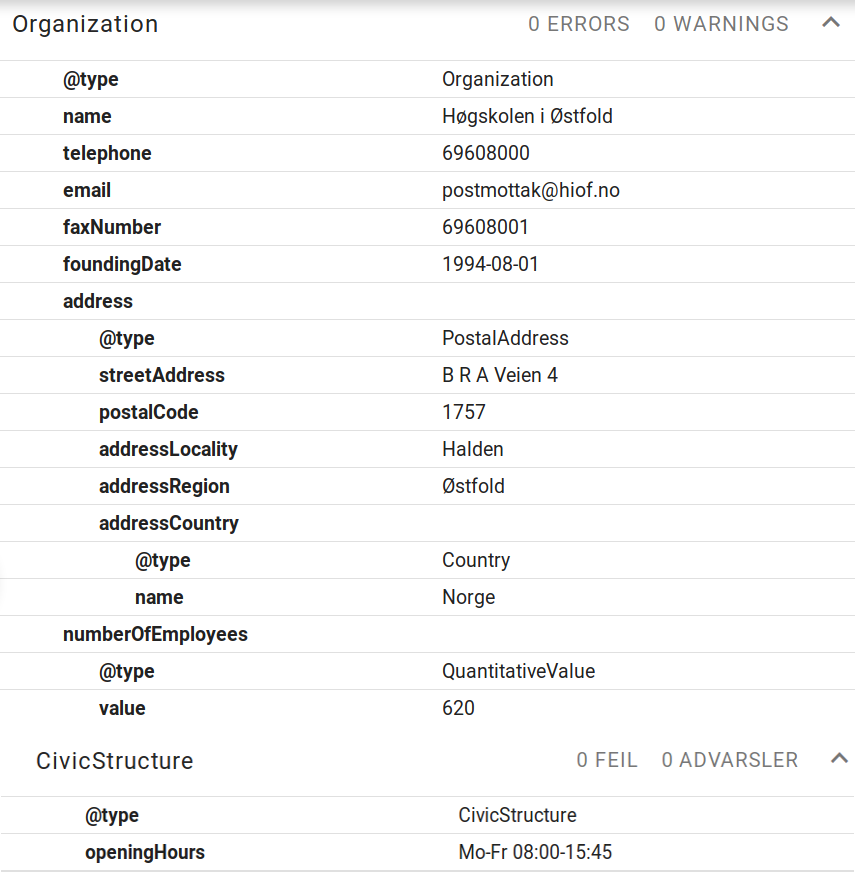 Organization 0 ERRORS 0 WARNINGS
@type Organization
name Høgskolen i Østfold
telephone 69608000
email postmottak@hiof.no
faxNumber 69608001
foundingDate 1994-08-01
address
@type PostalAddress
streetAddress B R A Veien 4
postalCode 1757
addressLocality Halden
addressRegion Østfold
addressCountry
@type Country
name Norge
numberOfEmployees
@type QuantitativeValue
value 620
CivicStructure 0 FEIL 0 ADVARSLER
@type CivicStructure
openingHours Mo-Fr 08:00-15:45